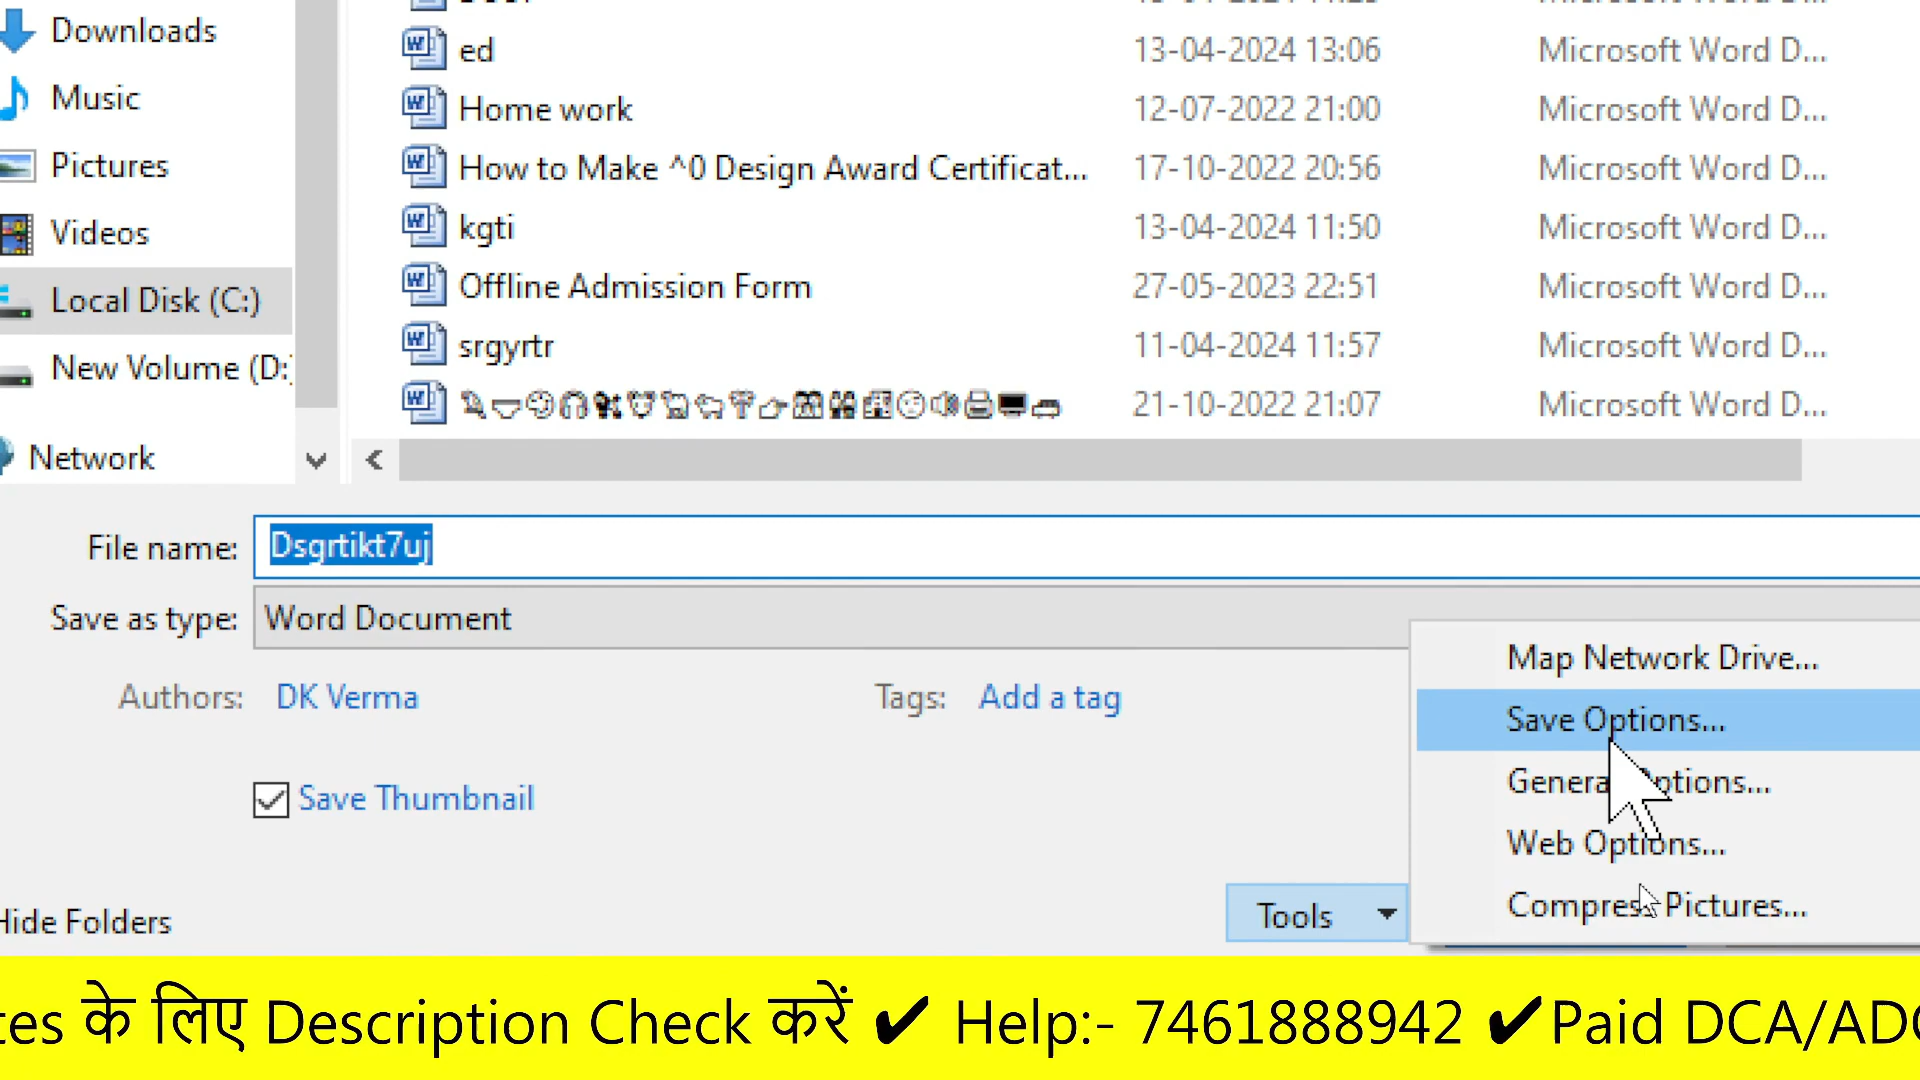 Downloads
ed 13-04-2024 13:06 Microsoft Word D...
Music
Home work 12-07-2022 21:00 Microsoft Word D...
Pictures
How to Make ^0 Design Award Certificat... 17-10-2022 20:56 Microsoft Word D...
Videos
kgti 13-04-2024 11:50 Microsoft Word D...
Local Disk (C:)
Offline Admission Form 27-05-2023 22:51 Microsoft Word D...
New Volume (D:)
srgyrtr 11-04-2024 11:57 Microsoft Word D...
21-10-2022 21:07 Microsoft Word D...
Network
File name: Dsgrtikt7uj
Save as type: Word Document
Authors: DK Verma Tags: Add a tag
Save Thumbnail
Map Network Drive...
Save Options...
General Options...
Web Options...
Compress Pictures...
Hide Folders
Tools
tes के लिए Description Check करें ✔ Help:- 7461888942 ✔Paid DCA/ADC